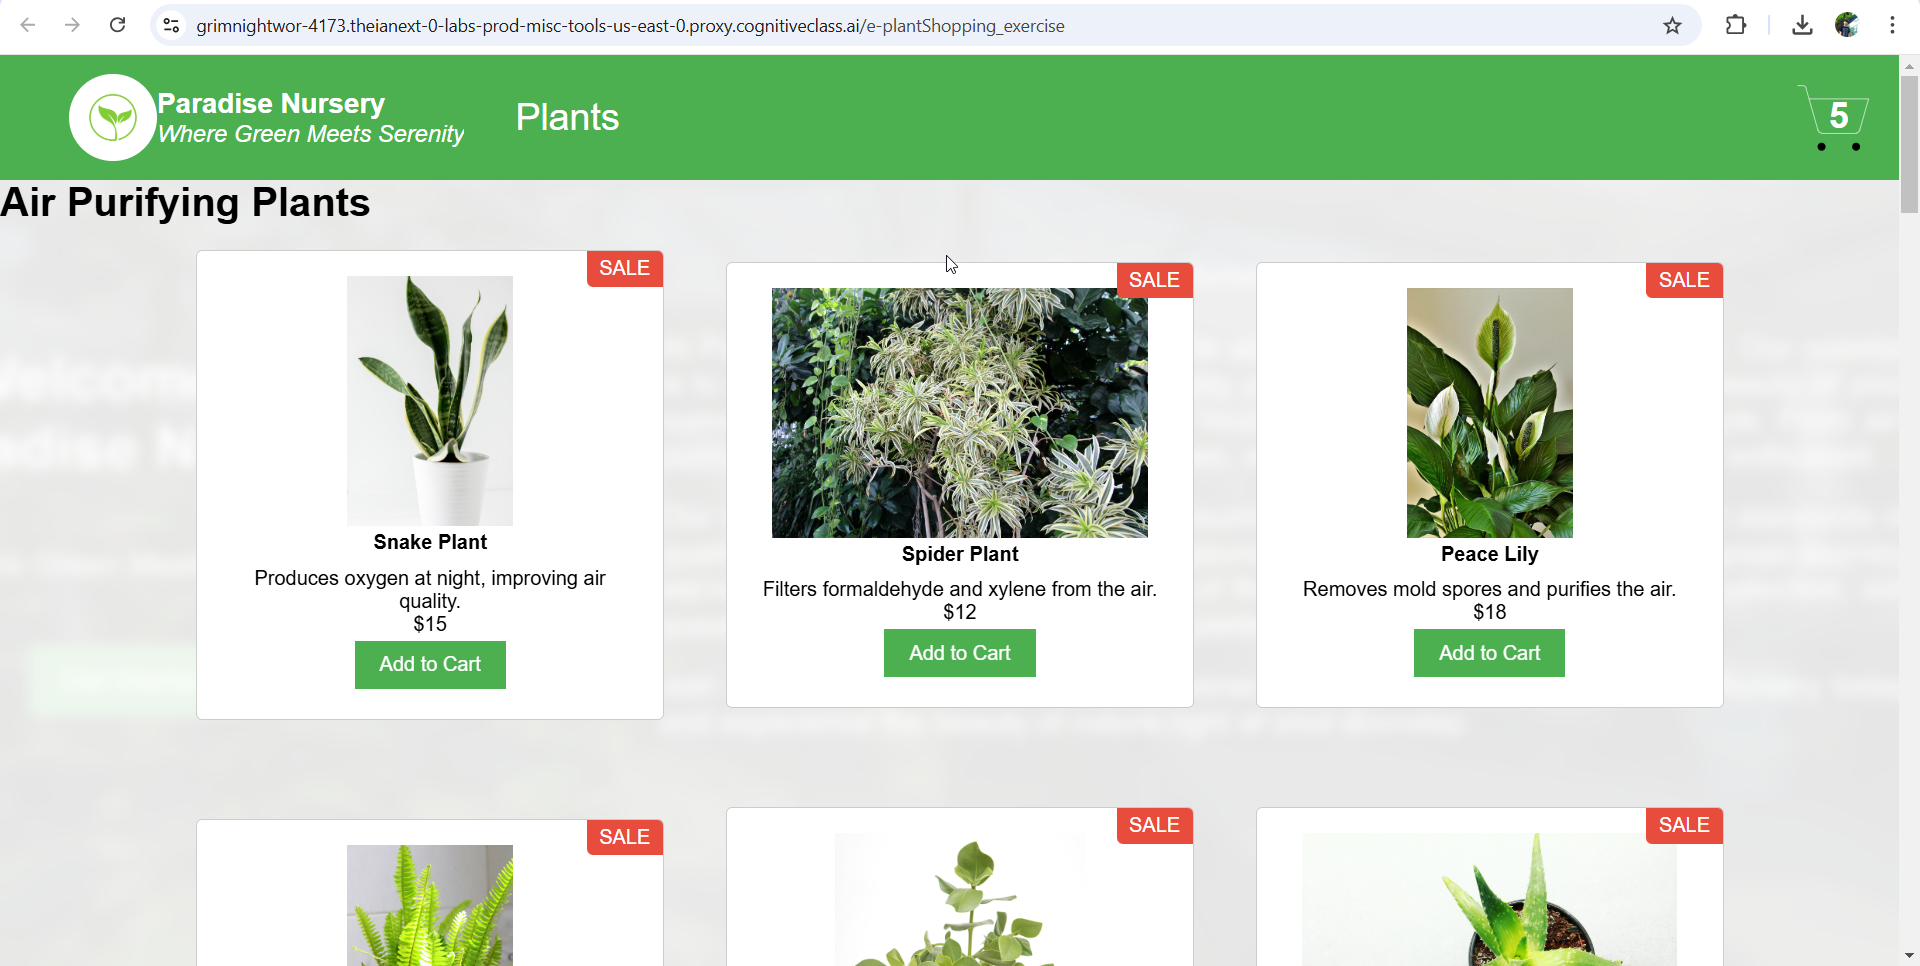 grimnightwor-4173.theianext-0-labs-prod-misc-tools-us-east-0.proxy.cognitiveclass.ai/e-plantShopping_exercise
Paradise Nursery
Where Green Meets Serenity
Plants
5
Air Purifying Plants
SALE
Snake Plant
Produces oxygen at night, improving air
quality.
$15
Add to Cart
SALE
Spider Plant
Filters formaldehyde and xylene from the air.
$12
Add to Cart
SALE
Peace Lily
Removes mold spores and purifies the air.
$18
Add to Cart
SALE
SALE
SALE